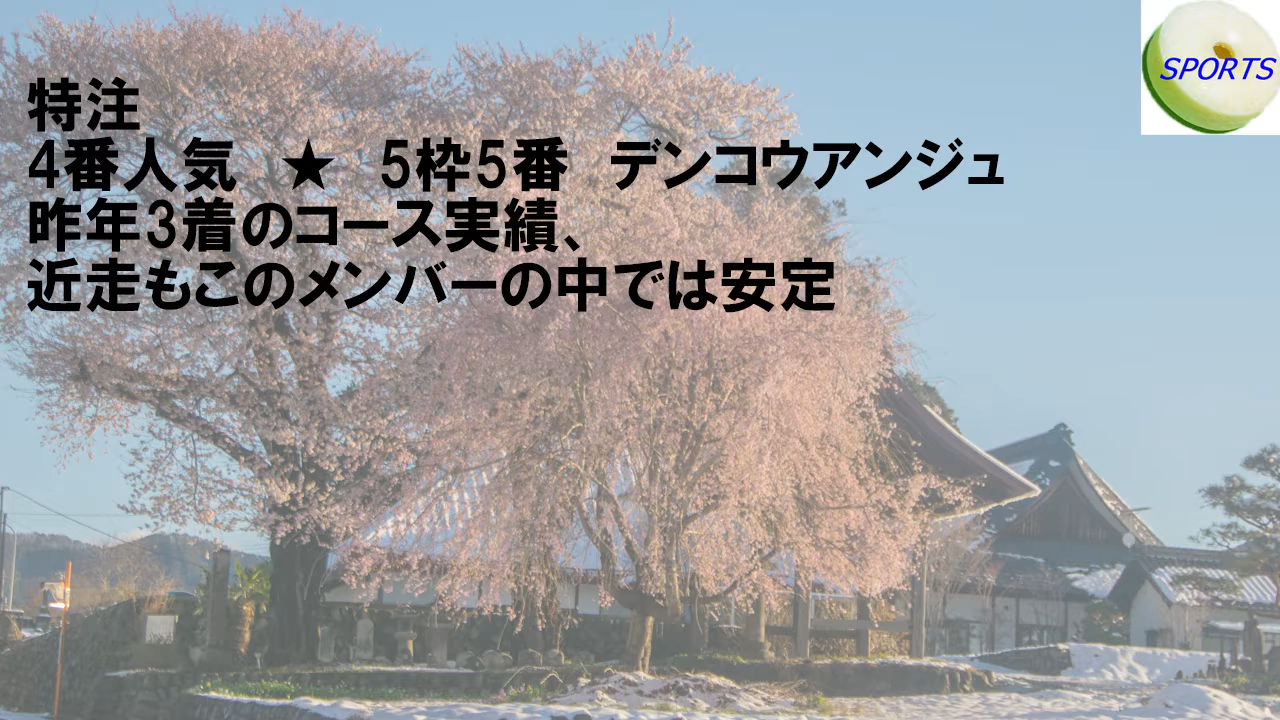 特注
4番人気　★　5枠5番　デンコウアンジュ
昨年3着のコース実績、
近走もこのメンバーの中では安定
SPORTS